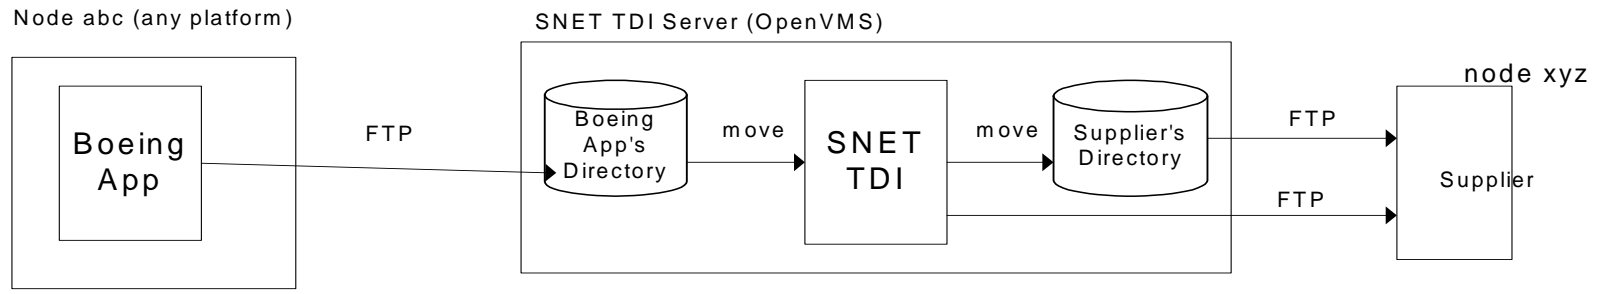 Node abc (any platform)
SNET TDI Server (OpenVMS)
node xyz
Boeing
App
FTP
Boeing
App's
Directory
move
SNET
TDI
move
Supplier's
Directory
FTP
FTP
Supplier